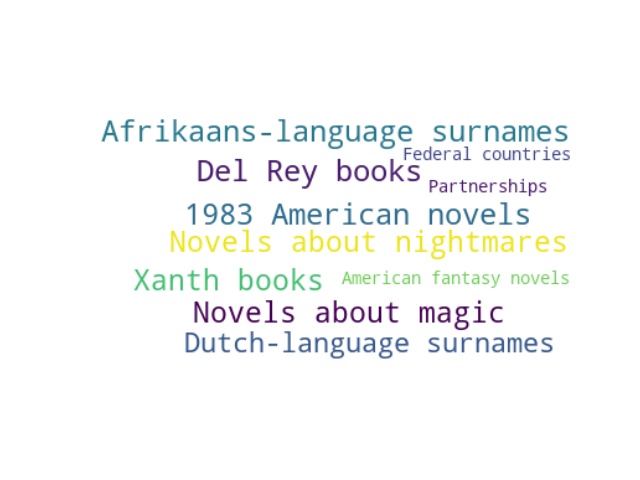 Afrikaans-language surnames
Federal countries
Del Rey books
Partnerships
1983 American novels
Novels about nightmares
Xanth books
American fantasy novels
Novels about magic
Dutch-language surnames